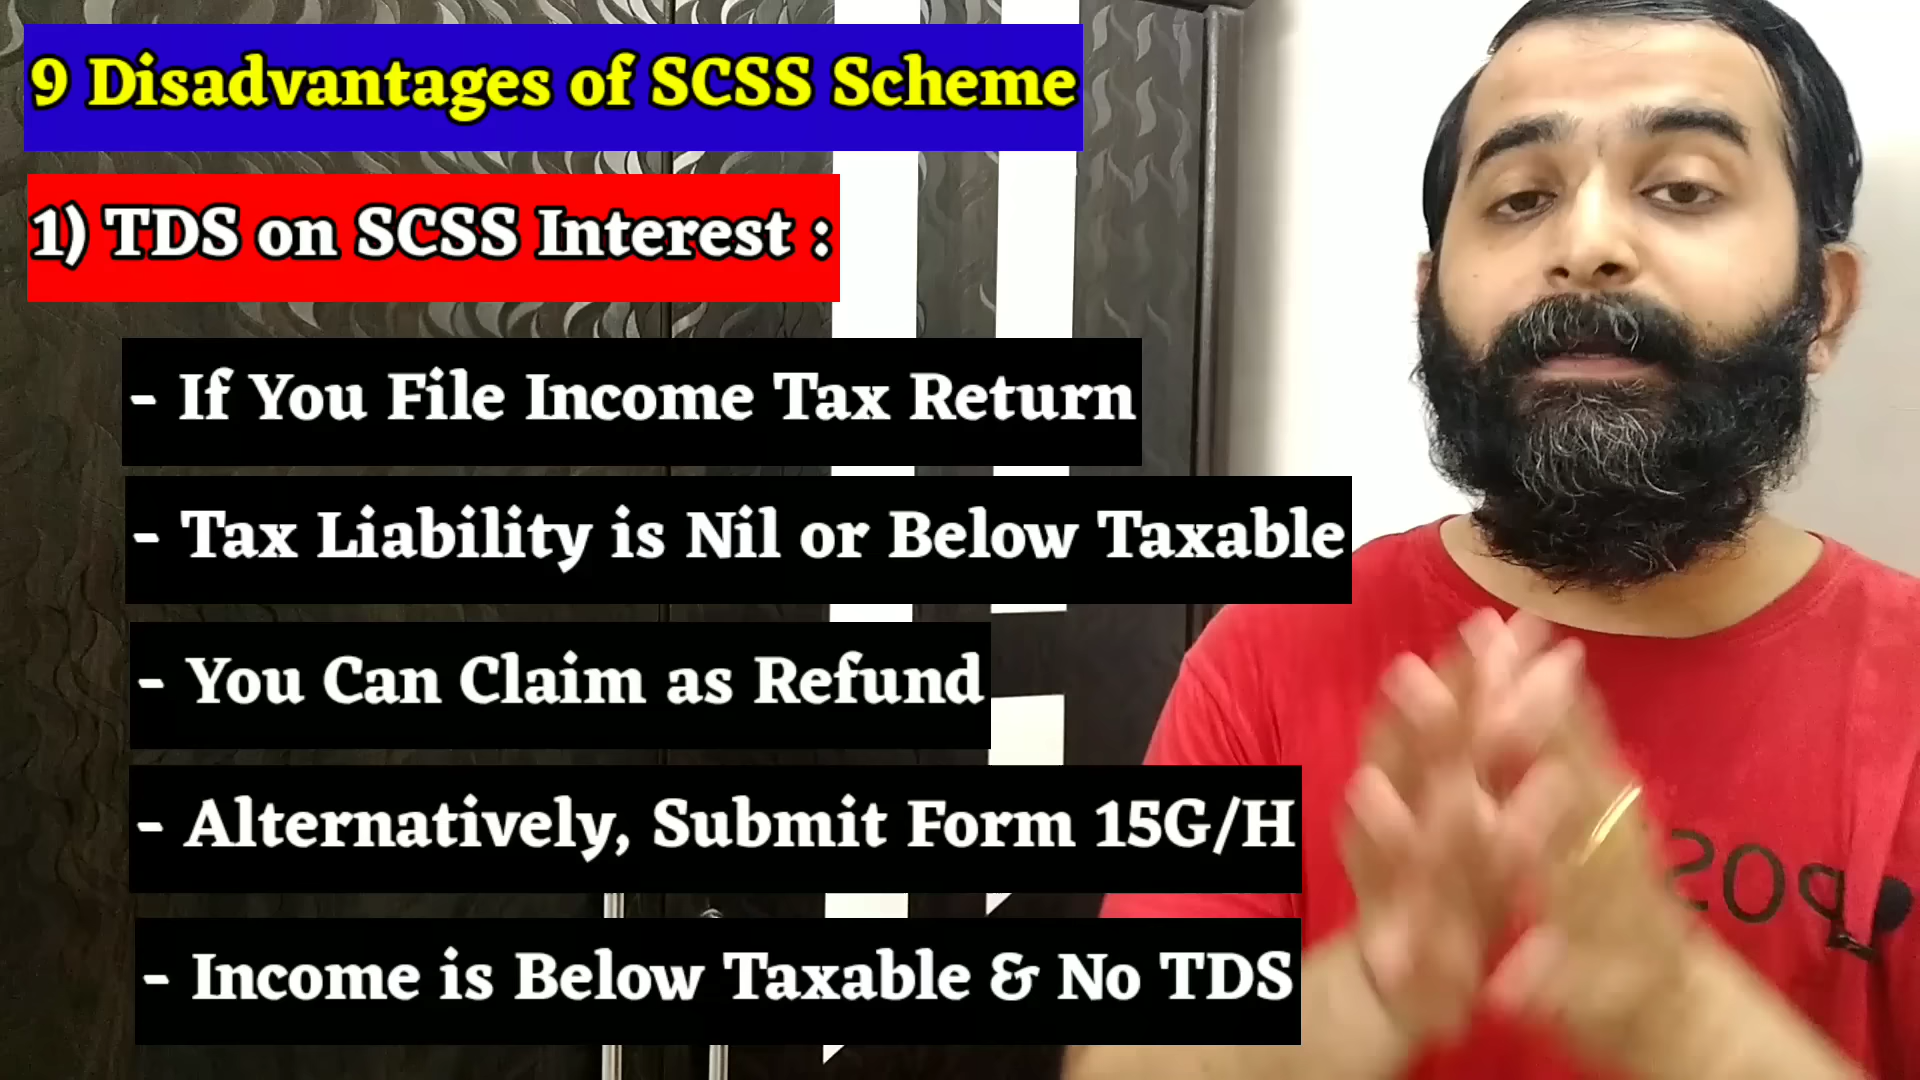 9 Disadvantages of SCSS Scheme
1) TDS on SCSS Interest :
- If You File Income Tax Return
- Tax Liability is Nil or Below Taxable
- You Can Claim as Refund
- Alternatively, Submit Form 15G/H
- Income is Below Taxable & No TDS